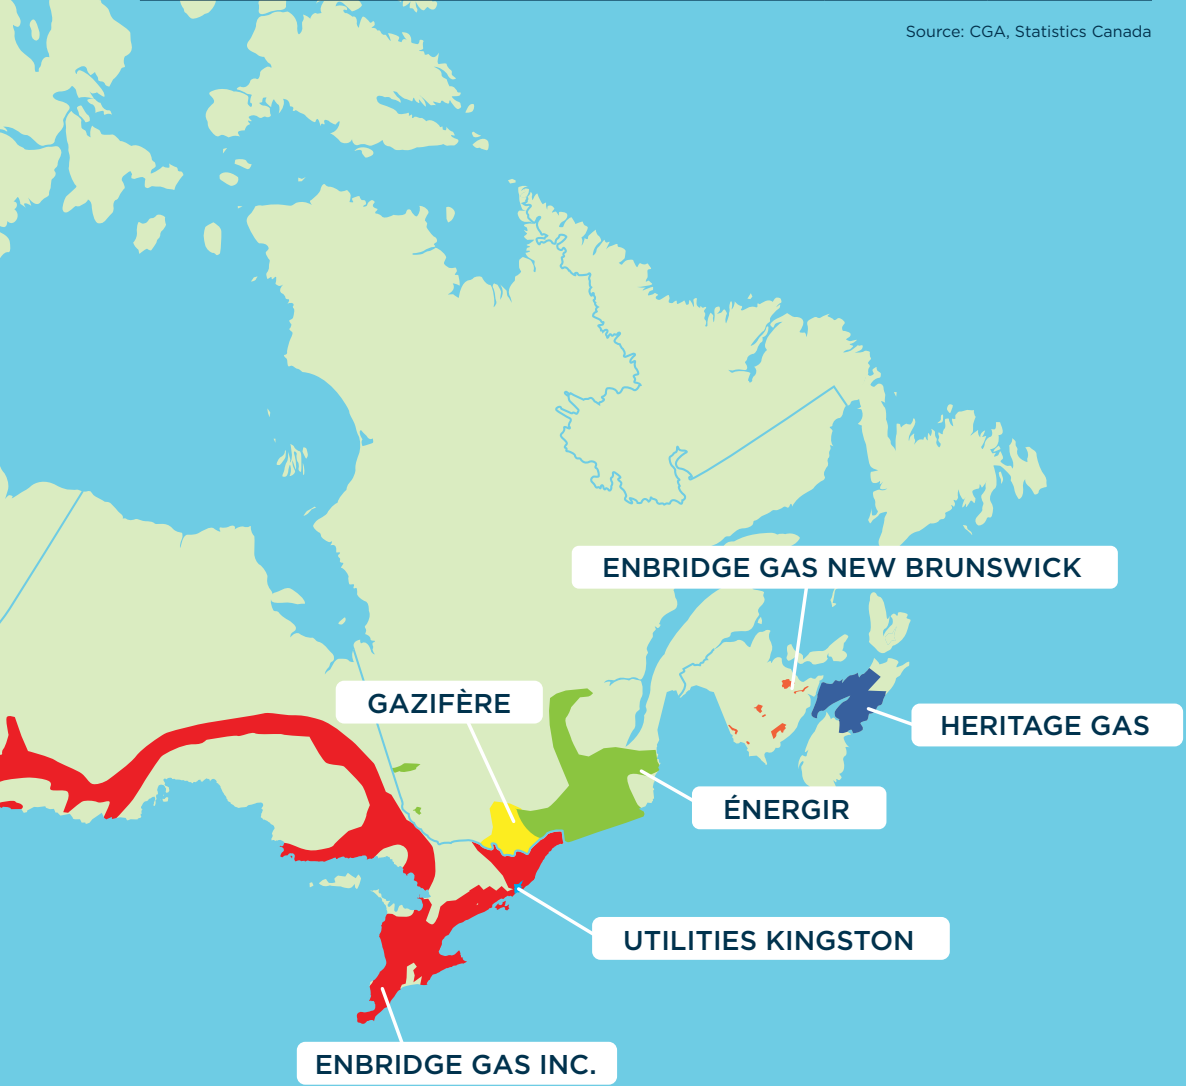 Source: CGA, Statistics Canada
ENBRIDGE GAS NEW BRUNSWICK
GAZIFÈRE
HERITAGE GAS
ÉNERGIR
UTILITIES KINGSTON
ENBRIDGE GAS INC.